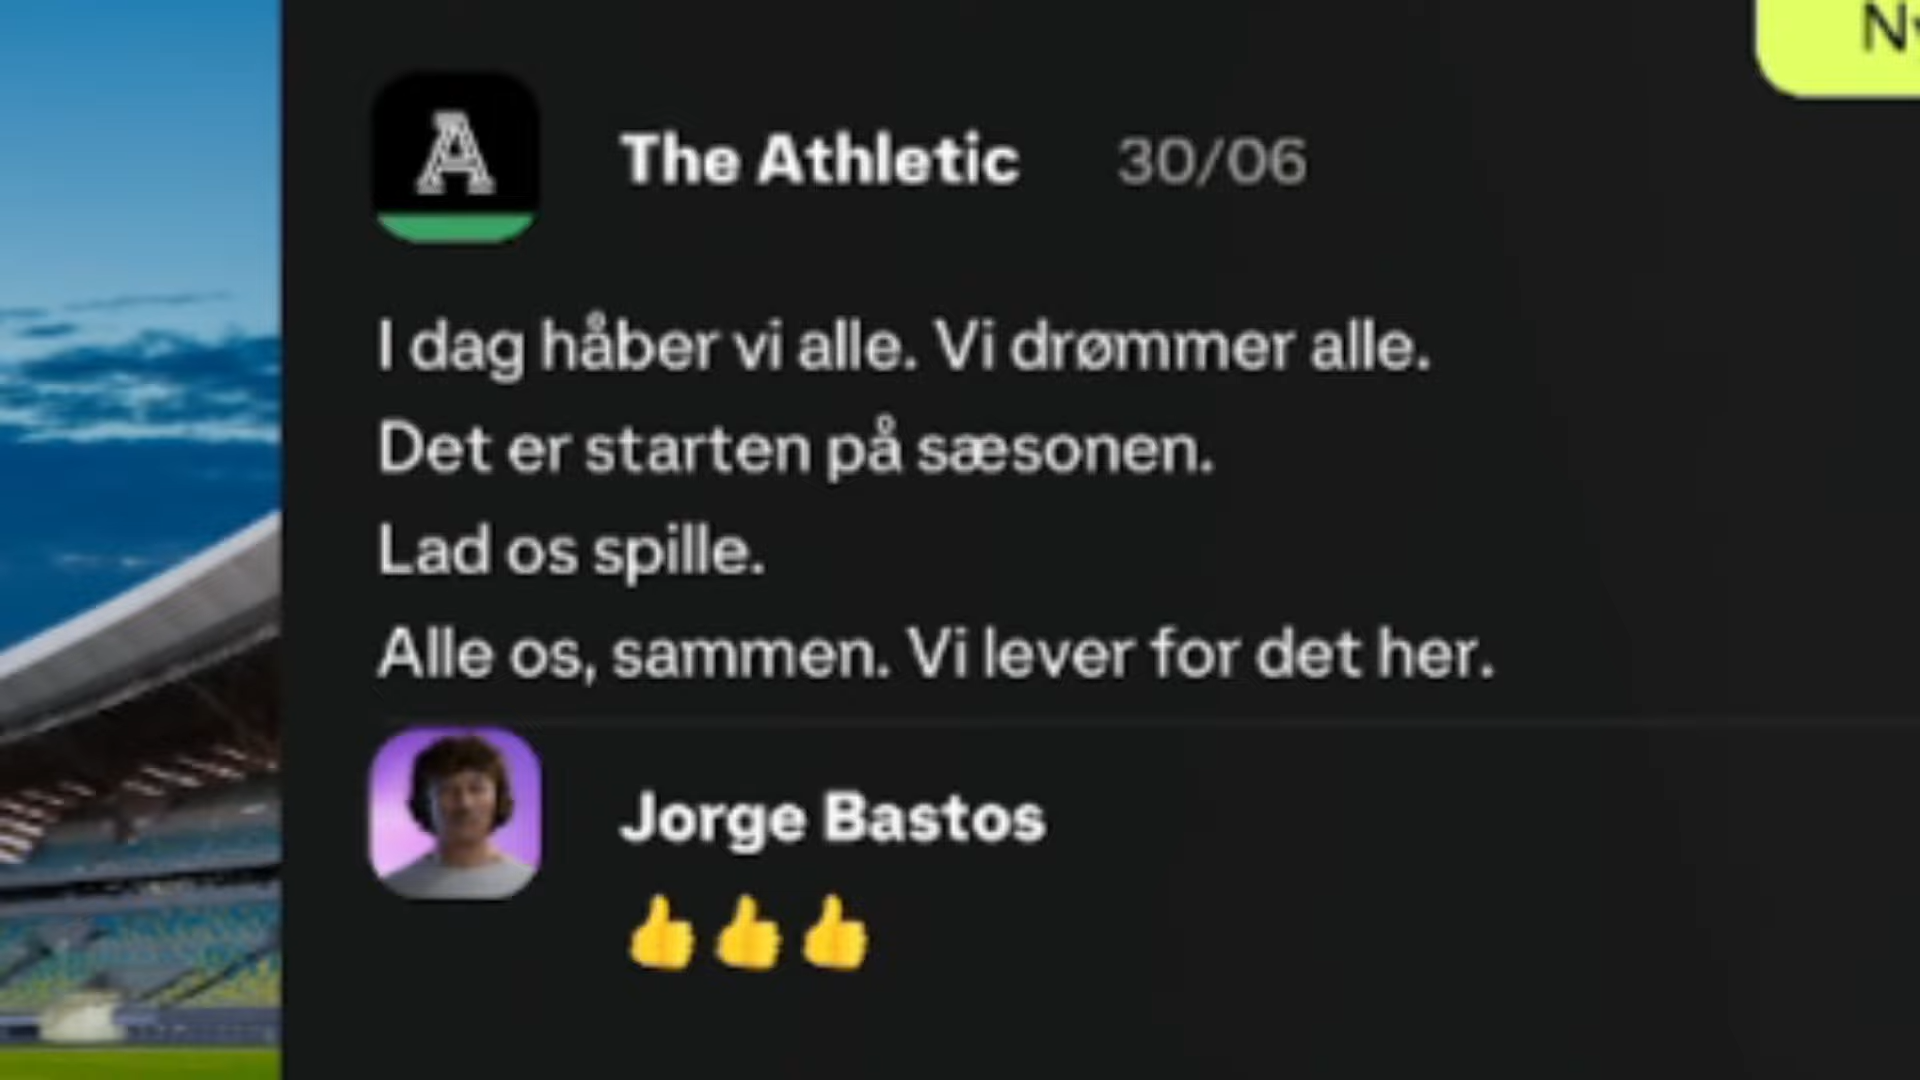 The Athletic 30/06
I dag håber vi alle. Vi drømmer alle.
Det er starten på sæsonen.
Lad os spille.
Alle os, sammen. Vi lever for det her.
Jorge Bastos
👍👍👍